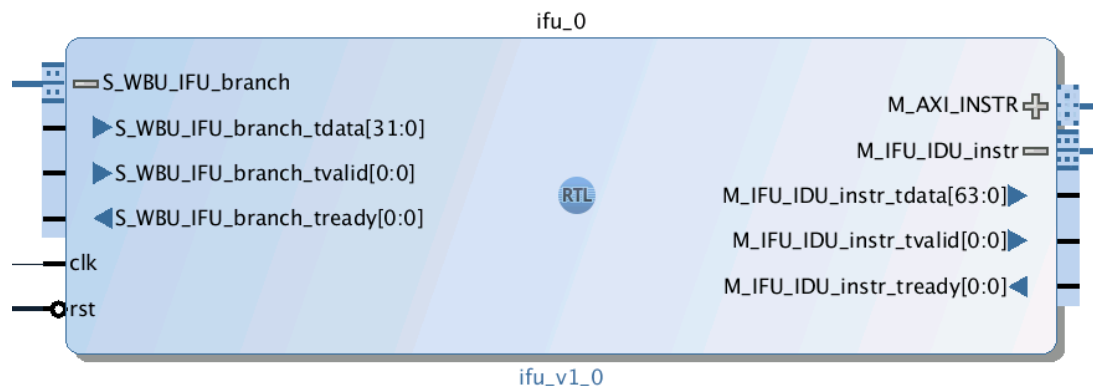 ifu_0
S_WBU_IFU_branch
S_WBU_IFU_branch_tdata[31:0]
S_WBU_IFU_branch_tvalid[0:0]
S_WBU_IFU_branch_tready[0:0]
clk
rst
RTL
M_AXI_INSTR
M_IFU_IDU_instr
M_IFU_IDU_instr_tdata[63:0]
M_IFU_IDU_instr_tvalid[0:0]
M_IFU_IDU_instr_tready[0:0]
ifu_v1_0